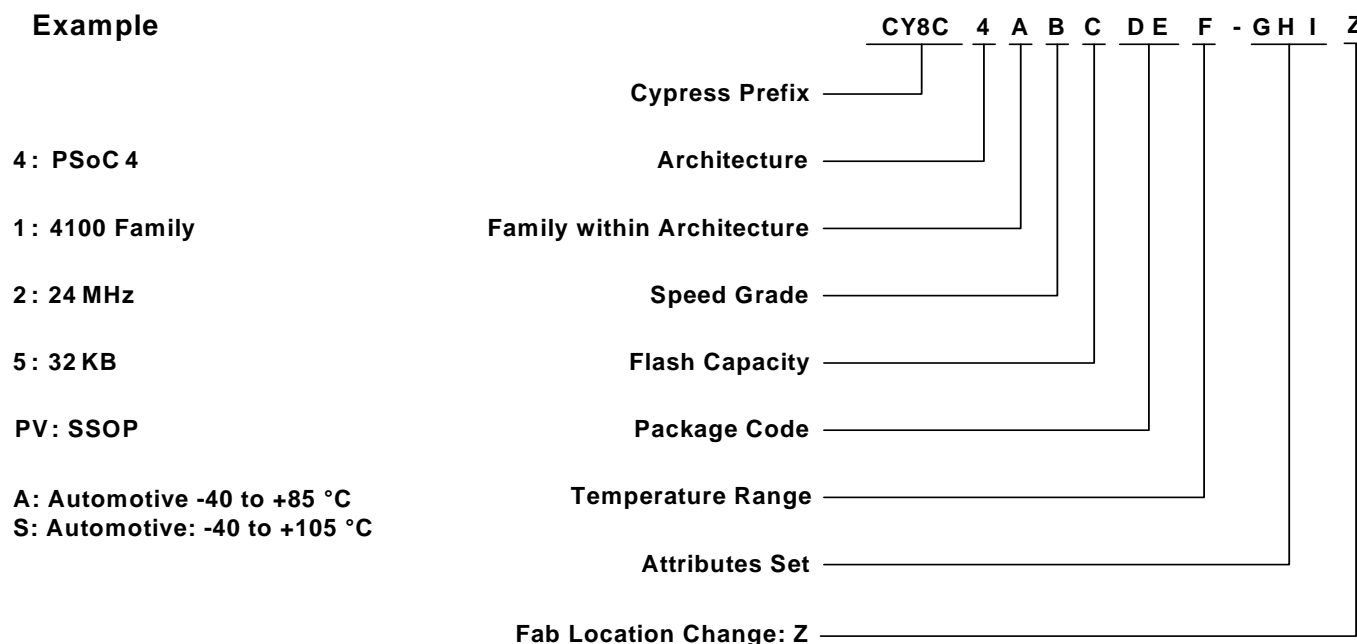 Example
CY8C 4 A B C D E F - G H I Z
Cypress Prefix
4: PSoC 4 Architecture
1: 4100 Family Family within Architecture
2: 24 MHz Speed Grade
5: 32 KB Flash Capacity
PV: SSOP Package Code
A: Automotive -40 to +85 °C Temperature Range
S: Automotive: -40 to +105 °C
Attributes Set
Fab Location Change: Z